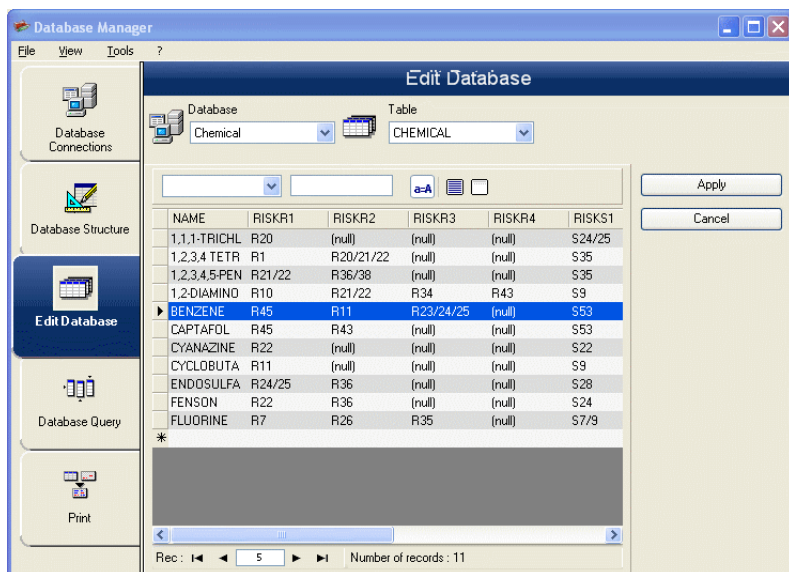 Database Manager
File View Tools ?
Edit Database
Database
Connections
Database Structure
Edit Database
Database Query
Print
Database Table
Chemical CHEMICAL
a=A
Apply
Cancel
NAME RISKR1 RISKR2 RISKR3 RISKR4 RISKS1
1,1,1-TRICHL R20 (null) (null) (null) S24/25
1,2,3,4 TETR R1 R20/21/22 (null) (null) S35
1,2,3,4,5-PEN R21/22 R36/38 (null) (null) S35
1,2-DIAMINO R10 R21/22 R34 R43 S9
BENZENE R45 R11 R23/24/25 (null) S53
CAPTAFOL R45 R43 (null) (null) S53
CYANAZINE R22 (null) (null) (null) S22
CYCLOBUTA R11 (null) (null) (null) S9
ENDOSULFA R24/25 R36 (null) (null) S28
FENSON R22 R36 (null) (null) S24
FLUORINE R7 R26 R35 (null) S7/9
*
Rec : 5 Number of records : 11